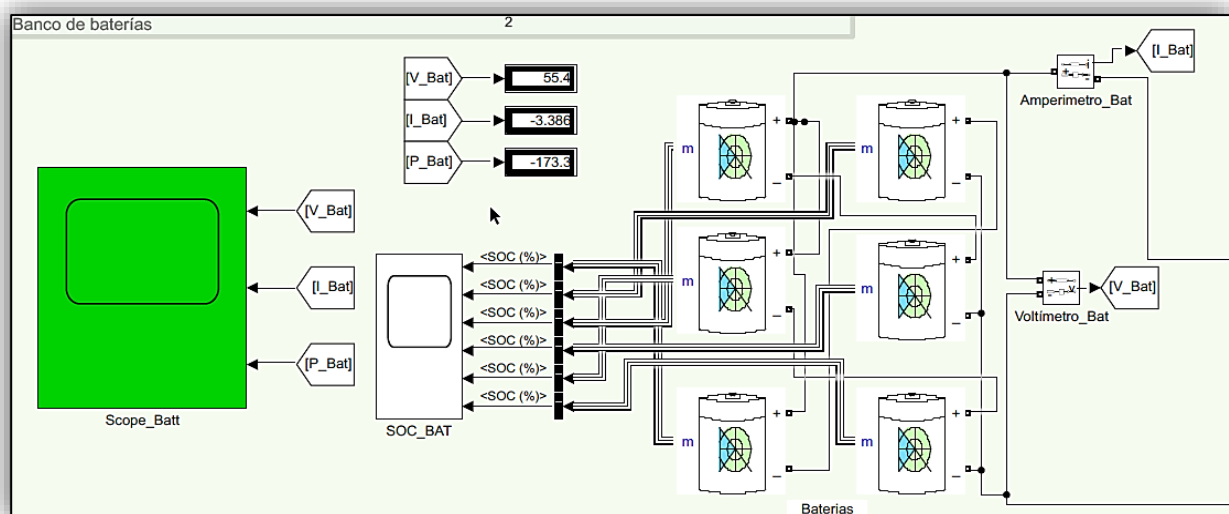 Banco de baterías
2
[V_Bat]
55.4
[I_Bat]
-3.386
[P_Bat]
-173.3
[I_Bat]
Amperimetro_Bat
+
i
-
+
m
–
+
m
–
[V_Bat]
[I_Bat]
[P_Bat]
Scope_Batt
<SOC (%)>
<SOC (%)>
<SOC (%)>
<SOC (%)>
<SOC (%)>
<SOC (%)>
SOC_BAT
+
m
–
+
m
–
+
v
-
[V_Bat]
Voltímetro_Bat
+
m
–
+
m
–
Baterias